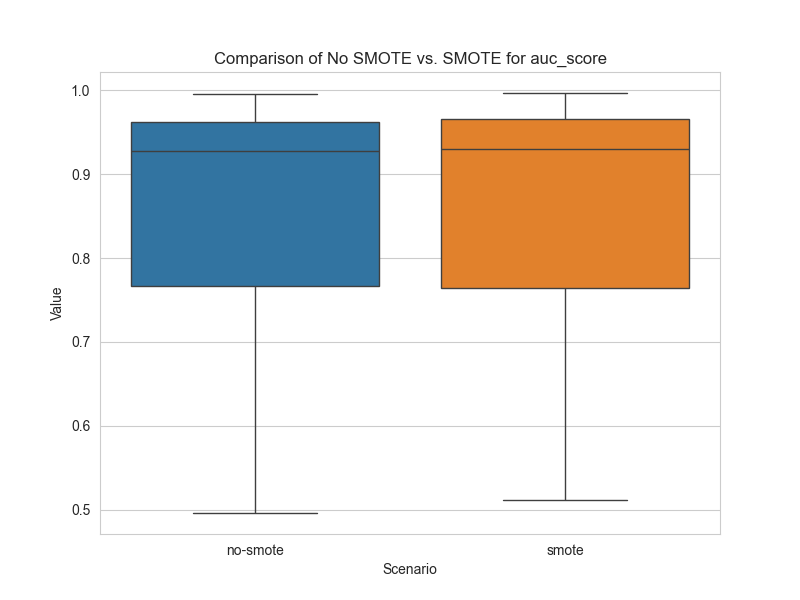 Comparison of No SMOTE vs. SMOTE for auc_score
1.0
0.9
0.8
0.7
0.6
0.5
Value
no-smote
smote
Scenario